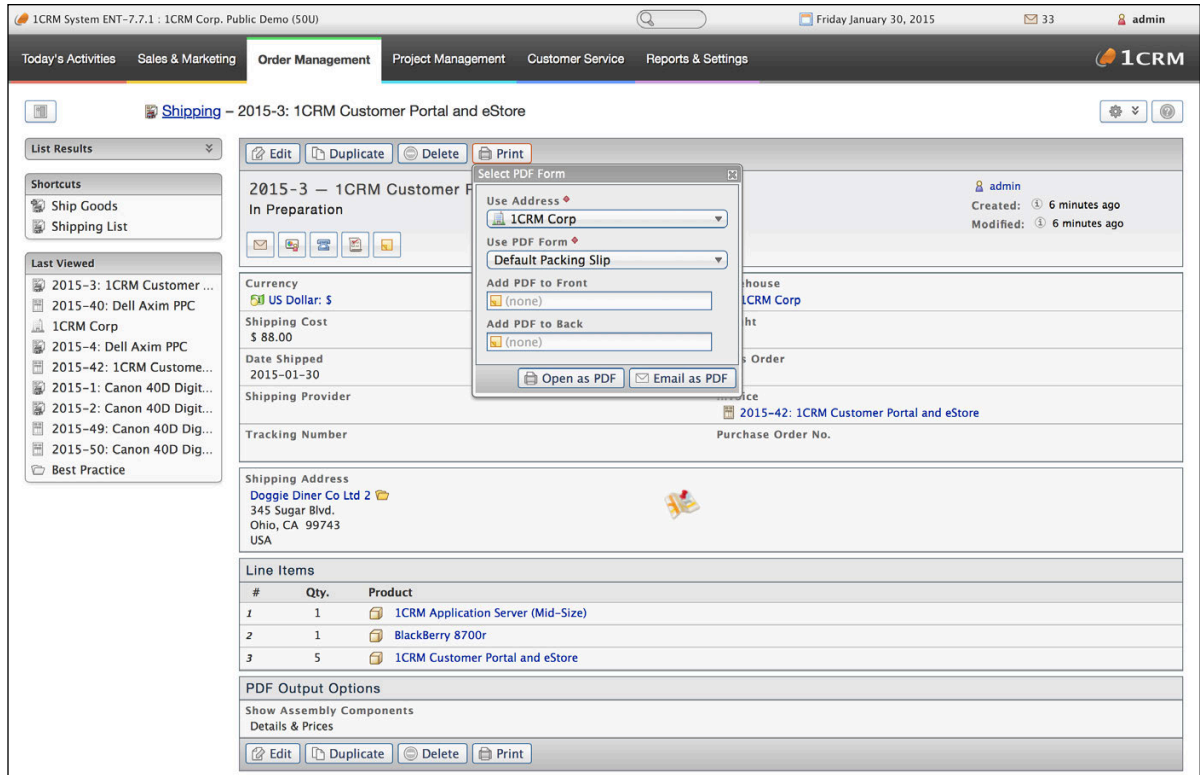 1CRM System ENT-7.7.1 : 1CRM Corp. Public Demo (50U)
Friday January 30, 2015
33
admin
Today's Activities
Sales & Marketing
Order Management
Project Management
Customer Service
Reports & Settings
1CRM
Shipping – 2015-3: 1CRM Customer Portal and eStore
List Results
Shortcuts
Ship Goods
Shipping List
Last Viewed
2015-3: 1CRM Customer ...
2015-40: Dell Axim PPC
1CRM Corp
2015-4: Dell Axim PPC
2015-42: 1CRM Custome...
2015-1: Canon 40D Digit...
2015-2: Canon 40D Digit...
2015-49: Canon 40D Dig...
2015-50: Canon 40D Dig...
Best Practice
Edit
Duplicate
Delete
Print
2015-3 — 1CRM Customer
In Preparation
admin
Created: 6 minutes ago
Modified: 6 minutes ago
Select PDF Form
Use Address
1CRM Corp
Use PDF Form
Default Packing Slip
Add PDF to Front
(none)
Add PDF to Back
(none)
Open as PDF
Email as PDF
Currency
US Dollar: $
Shipping Cost
$ 88.00
Date Shipped
2015-01-30
Shipping Provider
Tracking Number
house
1CRM Corp
ht
Order
2015-42: 1CRM Customer Portal and eStore
Purchase Order No.
Shipping Address
Doggie Diner Co Ltd 2
345 Sugar Blvd.
Ohio, CA 99743
USA
Line Items
# Qty. Product
1 1 1CRM Application Server (Mid-Size)
2 1 BlackBerry 8700r
3 5 1CRM Customer Portal and eStore
PDF Output Options
Show Assembly Components
Details & Prices
Edit
Duplicate
Delete
Print